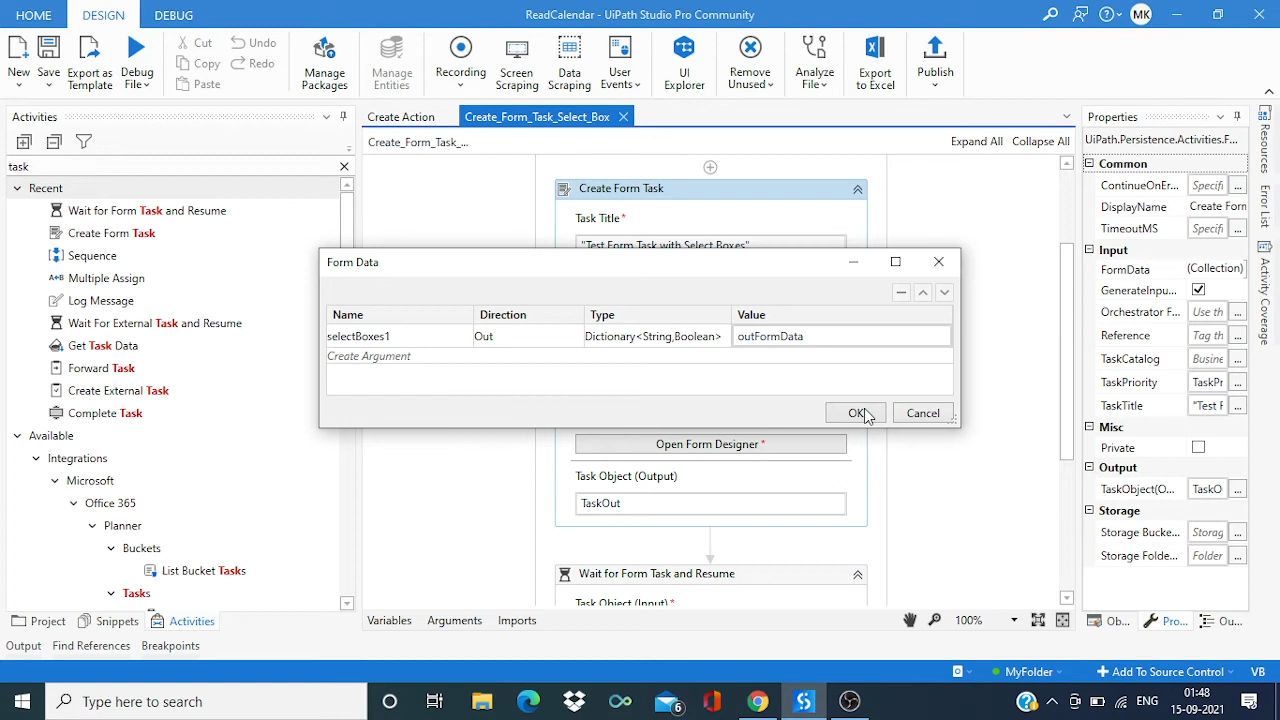 HOME
DESIGN
DEBUG
ReadCalendar - UiPath Studio Pro Community
MK
New
Save
Export as Template
Debug File
Cut
Copy
Paste
Undo
Redo
Manage Packages
Manage Entities
Recording
Screen Scraping
Data Scraping
User Events
UI Explorer
Remove Unused
Analyze File
Export to Excel
Publish
Activities
task
Recent
Wait for Form Task and Resume
Create Form Task
Sequence
Multiple Assign
Log Message
Wait For External Task and Resume
Get Task Data
Forward Task
Create External Task
Complete Task
Available
Integrations
Microsoft
Office 365
Planner
Buckets
List Bucket Tasks
Tasks
Project
Snippets
Activities
Create Action
Create_Form_Task_Select_Box
Create_Form_Task_...
Expand All
Collapse All
Create Form Task
Task Title *
"Test Form Task with Select Boxes"
Form Data
Name Direction Type Value
selectBoxes1 Out Dictionary<String,Boolean> outFormData
Create Argument
OK
Cancel
Open Form Designer *
Task Object (Output)
TaskOut
Wait for Form Task and Resume
Task Object (Input) *
Variables
Arguments
Imports
100%
Properties
UiPath.Persistence.Activities.F...
Common
ContinueOnEr... Specifi ...
DisplayName Create Forn
TimeoutMS Specifi ...
Input
FormData (Collection)
GenerateInpu...
Orchestrator F... Use th ...
Reference Tag th ...
TaskCatalog Busine ...
TaskPriority TaskPr ...
TaskTitle "Test F ...
Misc
Private
Output
TaskObject(O... TaskO ...
Storage
Storage Bucke... Storag ...
Storage Folde... Folder ...
Ob...
Pro...
Ou...
Resources
Error List
Activity Co...
Output
Find References
Breakpoints
MyFolder
Add To Source Control
VB
Type here to search
6
ENG
01:48
15-09-2021